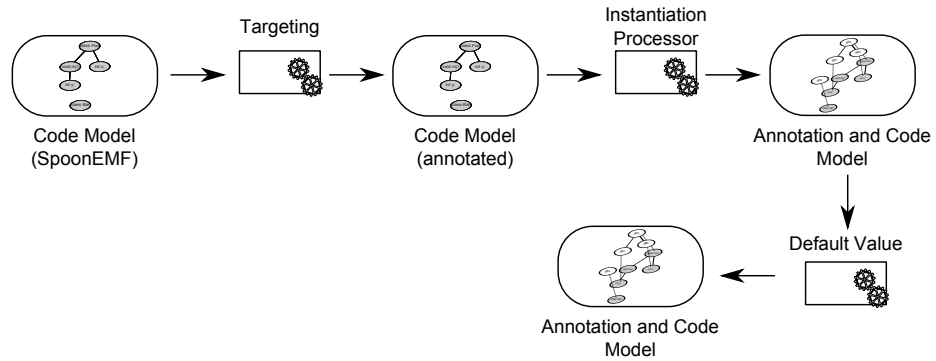 Targeting
Instantiation
Processor
Code Model
(SpoonEMF)
Code Model
(annotated)
Annotation and Code
Model
Default Value
Annotation and Code
Model